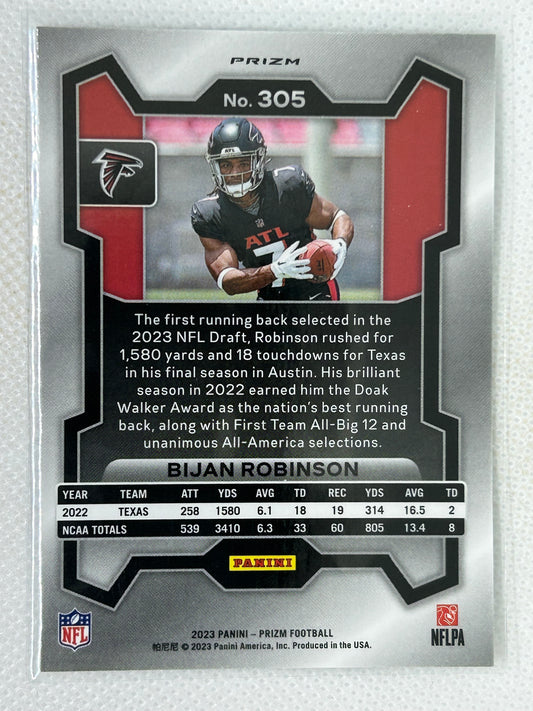 PRIZM
No. 305
ATL
ATL
7
The first running back selected in the
2023 NFL Draft, Robinson rushed for
1,580 yards and 18 touchdowns for Texas
in his final season in Austin. His brilliant
season in 2022 earned him the Doak
Walker Award as the nation's best running
back, along with First Team All-Big 12 and
unanimous All-America selections.
BIJAN ROBINSON
YEAR TEAM ATT YDS AVG TD REC YDS AVG TD
2022 TEXAS 258 1580 6.1 18 19 314 16.5 2
NCAA TOTALS 539 3410 6.3 33 60 805 13.4 8
PANINI
NFL
2023 PANINI – PRIZM FOOTBALL
帕尼尼 © 2023 Panini America, Inc. Produced in the USA.
NFLPA